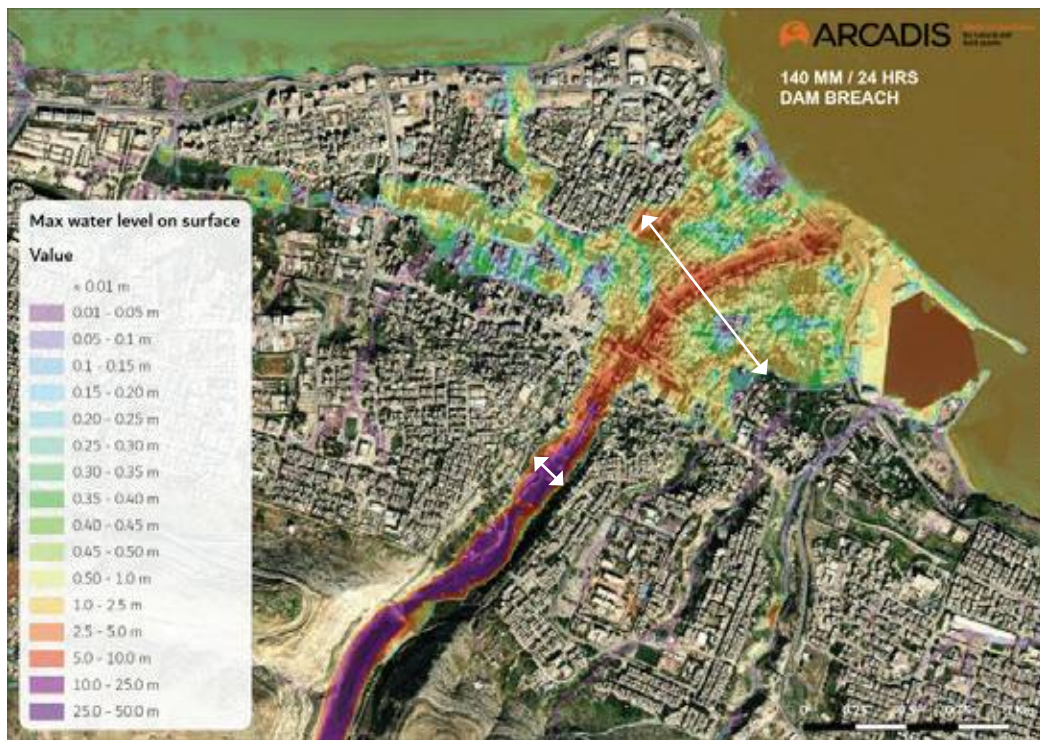 ARCADIS
140 MM / 24 HRS
DAM BREACH
Max water level on surface
Value
0.01 m
0.01 - 0.05 m
0.05 - 0.1 m
0.1 - 0.15 m
0.15 - 0.20 m
0.20 - 0.25 m
0.25 - 0.30 m
0.30 - 0.35 m
0.35 - 0.40 m
0.40 - 0.45 m
0.45 - 0.50 m
0.50 - 1.0 m
1.0 - 2.5 m
2.5 - 5.0 m
5.0 - 10.0 m
10.0 - 25.0 m
25.0 - 50.0 m